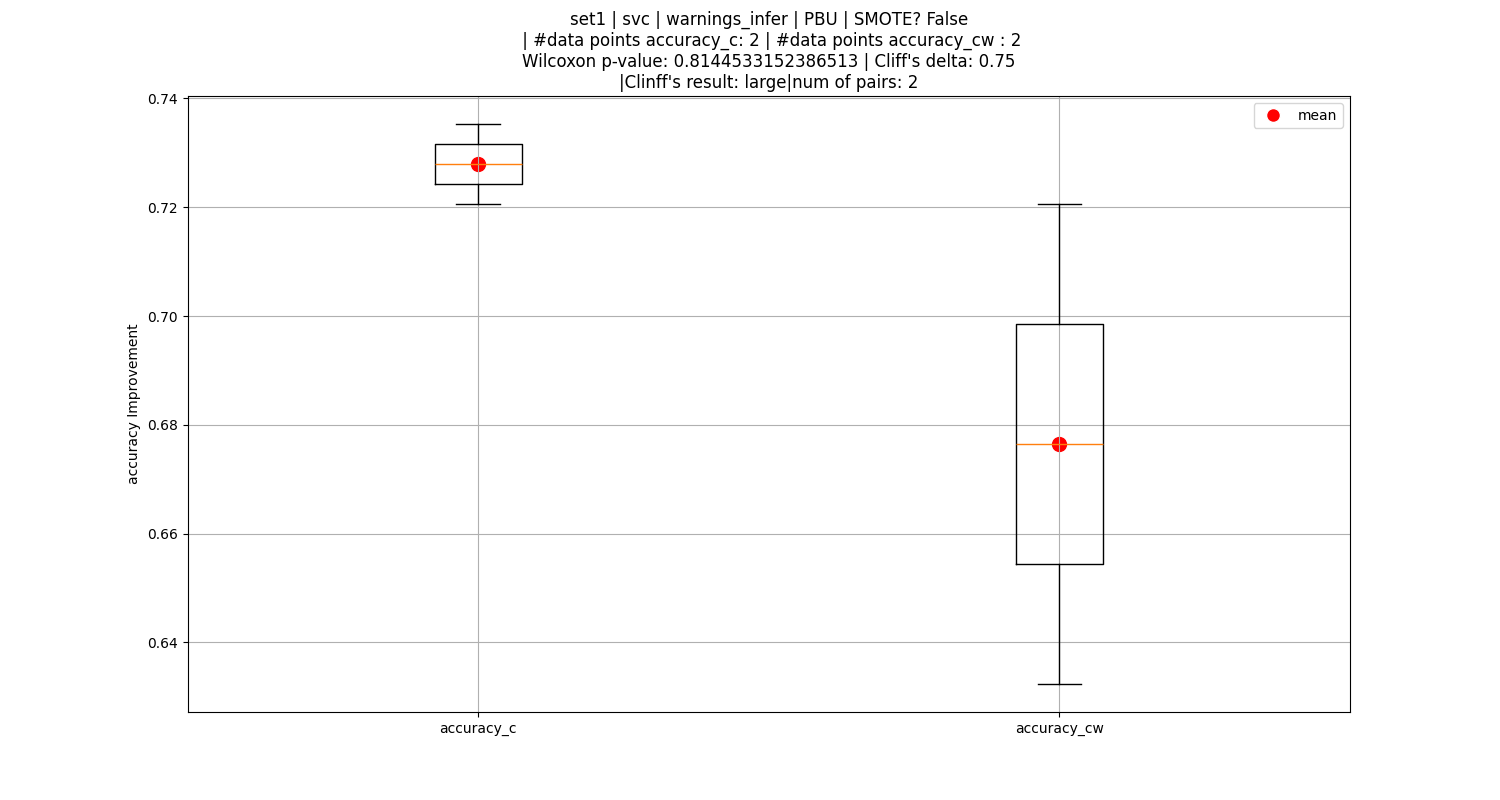 set1 | svc | warnings_infer | PBU | SMOTE? False
| #data points accuracy_c: 2 | #data points accuracy_cw : 2
Wilcoxon p-value: 0.8144533152386513 | Cliff's delta: 0.75
|Clinff's result: large|num of pairs: 2
mean
accuracy Improvement
0.74
0.72
0.70
0.68
0.66
0.64
accuracy_c
accuracy_cw